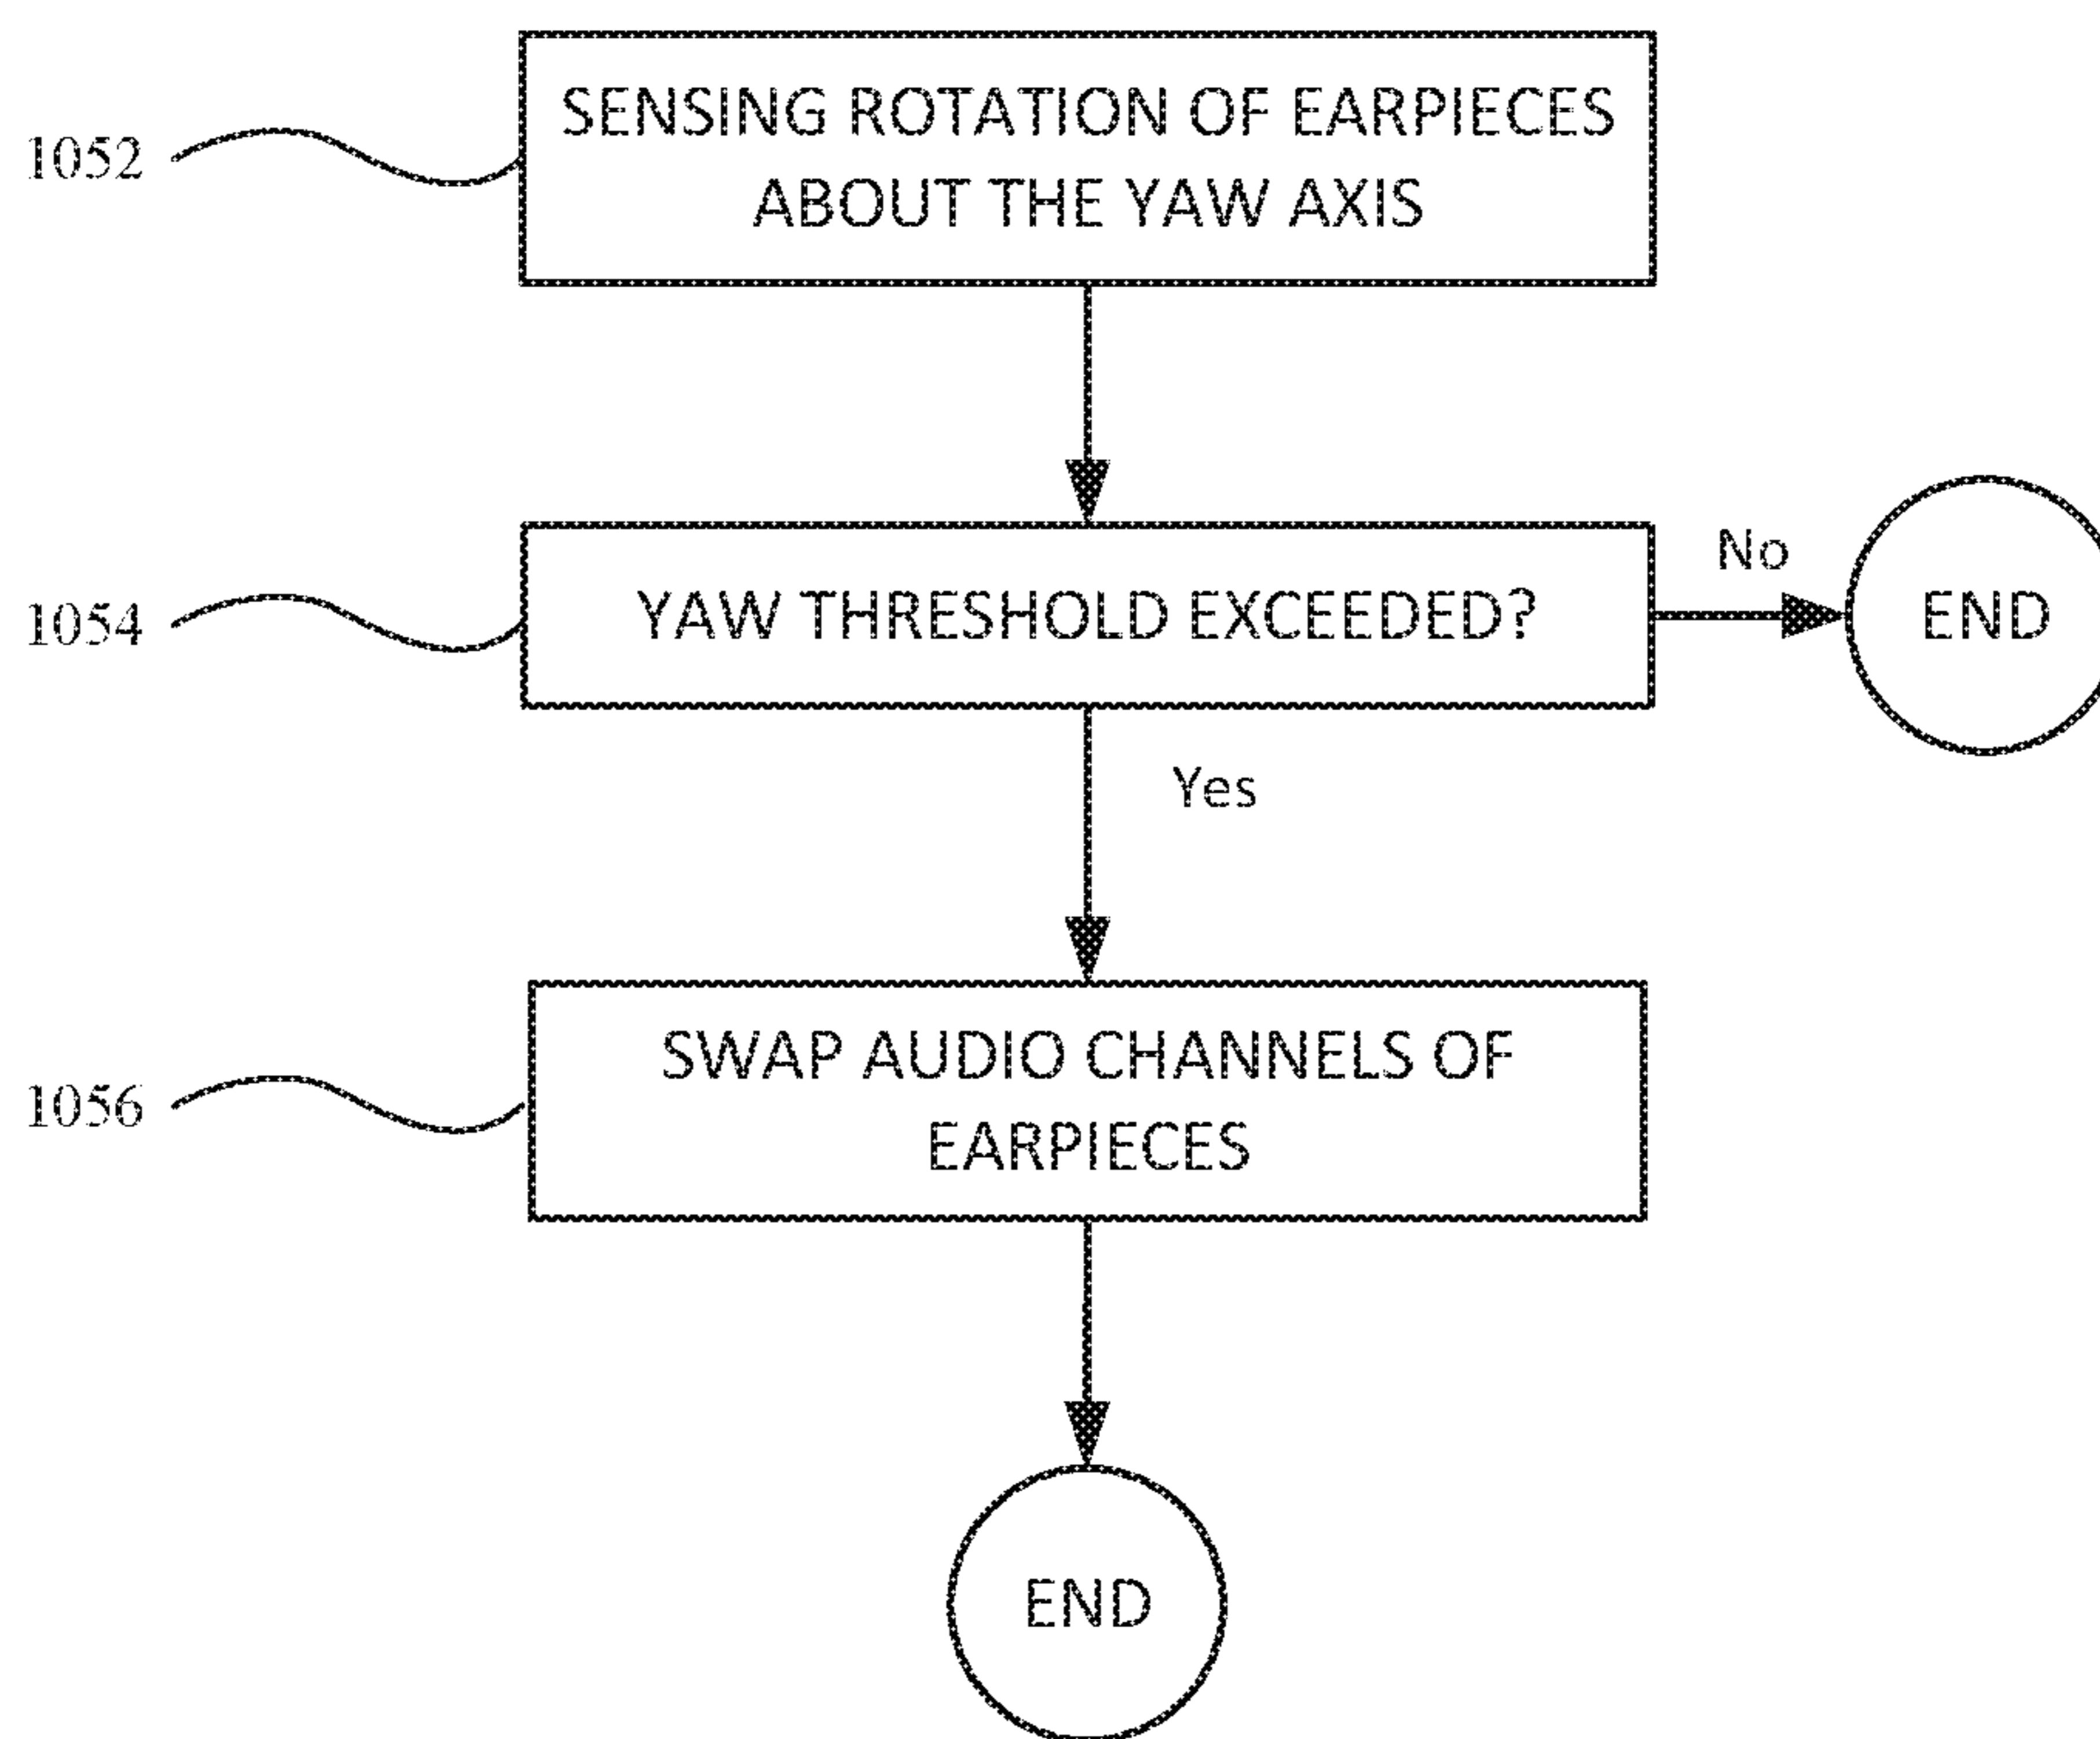 1052
SENSING ROTATION OF EARPIECES
ABOUT THE YAW AXIS
1054
YAW THRESHOLD EXCEEDED?
No
END
Yes
1056
SWAP AUDIO CHANNELS OF
EARPIECES
END